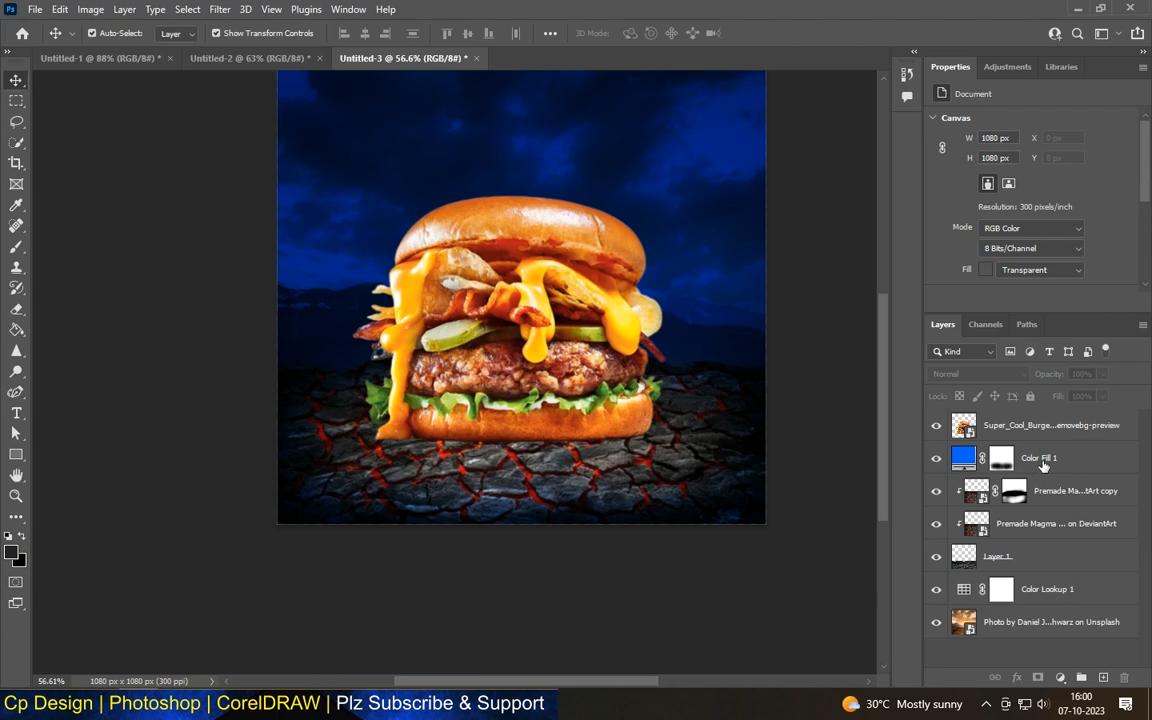 Ps File Edit Image Layer Type Select Filter 3D View Plugins Window Help
Auto-Select: Layer Show Transform Controls 3D Mode:
Untitled-1 @ 88% (RGB/8#) * Untitled-2 @ 63% (RGB/8#) * Untitled-3 @ 56.6% (RGB/8#) *
Properties Adjustments Libraries
Document
Canvas
W 1080 px X 0 px
H 1080 px Y 0 px
Resolution: 300 pixels/inch
Mode RGB Color
8 Bits/Channel
Fill Transparent
Layers Channels Paths
Kind
Normal Opacity: 100%
Lock: Fill: 100%
Super_Cool_Burge...emovebg-preview
Color Fill 1
Premade Ma...tArt copy
Premade Magma ... on DeviantArt
Layer 1
Color Lookup 1
Photo by Daniel J...hwarz on Unsplash
56.61% 1080 px x 1080 px (300 ppi)
Cp Design | Photoshop | CorelDRAW | Plz Subscribe & Support
30°C Mostly sunny
16:00
07-10-2023